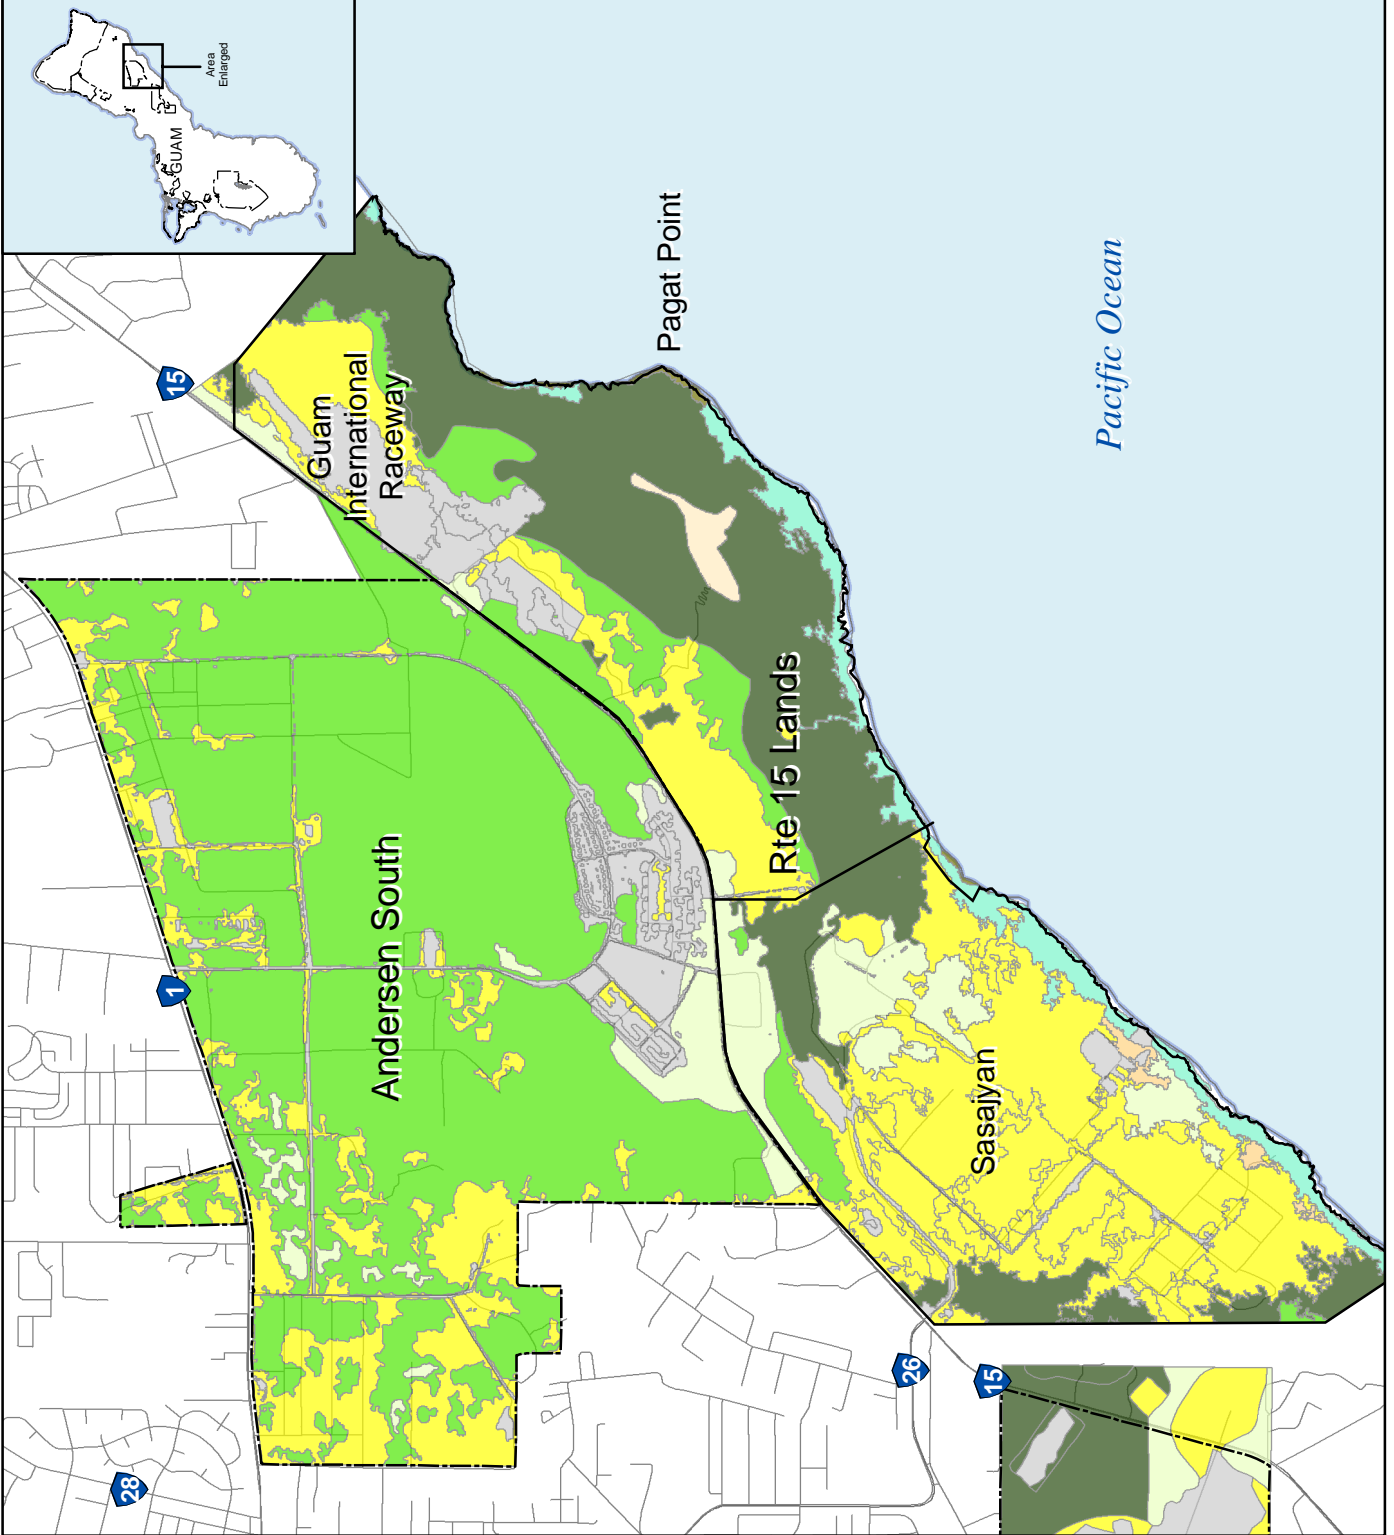 Area
Enlarged
GUAM
15
Guam
International
Raceway
Pagat Point
Pacific Ocean
1
Andersen South
Rte 15 Lands
Sasajyan
26
15
28